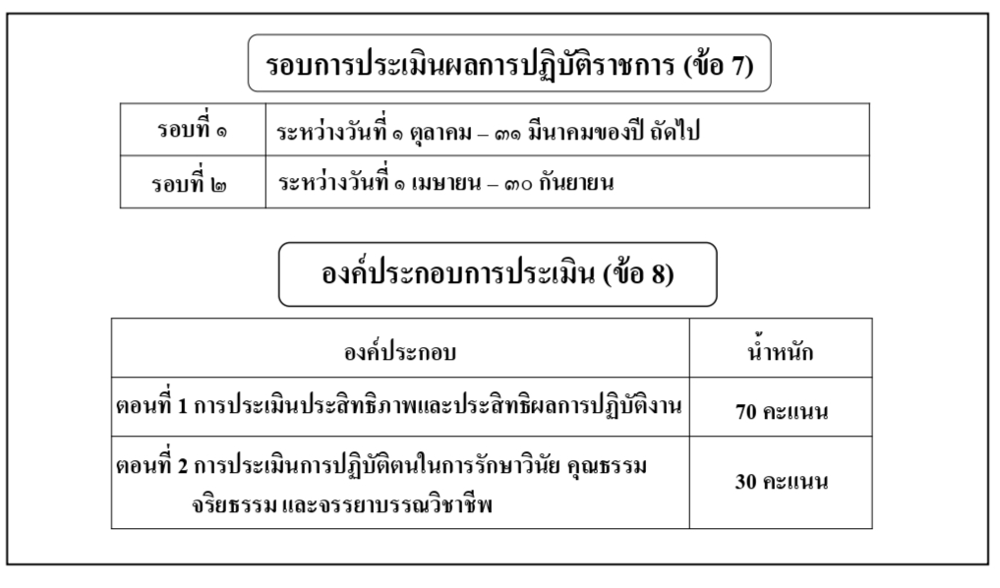 รอบการประเมินผลการปฏิบัติราชการ (ข้อ 7)
รอบที่ ๑ ระหว่างวันที่ ๑ ตุลาคม – ๓๑ มีนาคมของปี ถัดไป
รอบที่ ๒ ระหว่างวันที่ ๑ เมษายน – ๓๐ กันยายน
องค์ประกอบการประเมิน (ข้อ 8)
องค์ประกอบ น้ำหนัก
ตอนที่ 1 การประเมินประสิทธิภาพและประสิทธิผลการปฏิบัติงาน 70 คะแนน
ตอนที่ 2 การประเมินการปฏิบัติตนในการรักษาวินัย คุณธรรม
จริยธรรม และจรรยาบรรณวิชาชีพ 30 คะแนน